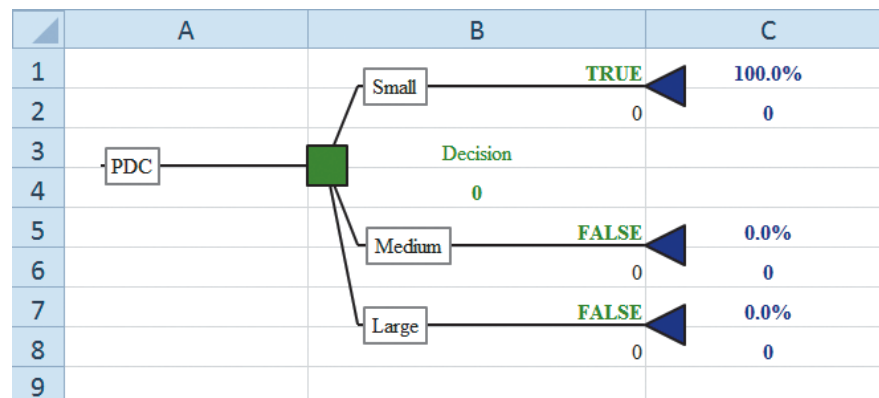 A B C
1 Small TRUE 100.0%
2 0 0
3 PDC Decision
4 0
5 Medium FALSE 0.0%
6 0 0
7 Large FALSE 0.0%
8 0 0
9